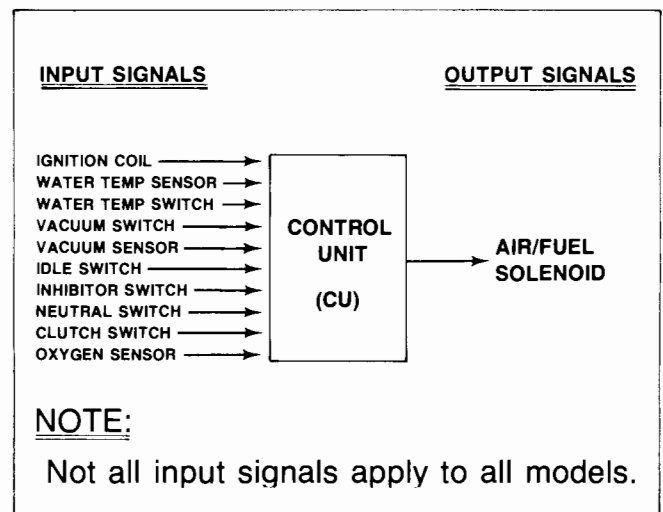 INPUT SIGNALS
OUTPUT SIGNALS
IGNITION COIL
WATER TEMP SENSOR
WATER TEMP SWITCH
VACUUM SWITCH
VACUUM SENSOR
IDLE SWITCH
INHIBITOR SWITCH
NEUTRAL SWITCH
CLUTCH SWITCH
OXYGEN SENSOR
CONTROL
UNIT
(CU)
AIR/FUEL
SOLENOID
NOTE:
Not all input signals apply to all models.